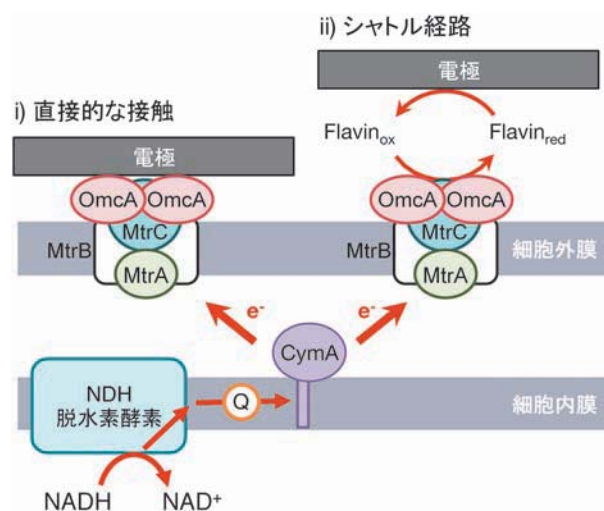 ii) シャトル経路
電極
i) 直接的な接触
Flavinox
Flavinred
電極
OmcA
OmcA
OmcA
OmcA
MtrC
MtrC
MtrB
MtrB
細胞外膜
MtrA
MtrA
e-
e-
CymA
NDH
脱水素酵素
Q
細胞内膜
NADH
NAD+